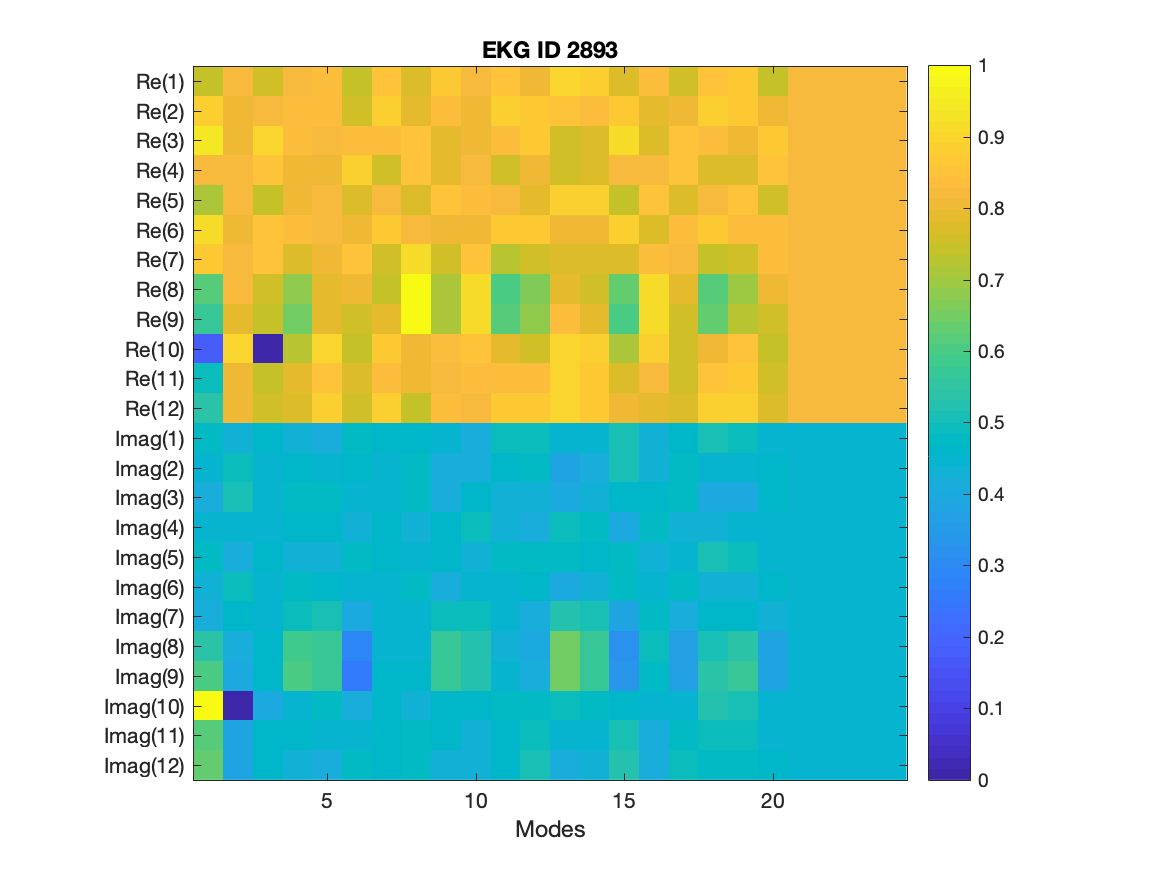 EKG ID 2893
Re(1)
Re(2)
Re(3)
Re(4)
Re(5)
Re(6)
Re(7)
Re(8)
Re(9)
Re(10)
Re(11)
Re(12)
Imag(1)
Imag(2)
Imag(3)
Imag(4)
Imag(5)
Imag(6)
Imag(7)
Imag(8)
Imag(9)
Imag(10)
Imag(11)
Imag(12)
5 10 15 20
Modes
1
0.9
0.8
0.7
0.6
0.5
0.4
0.3
0.2
0.1
0